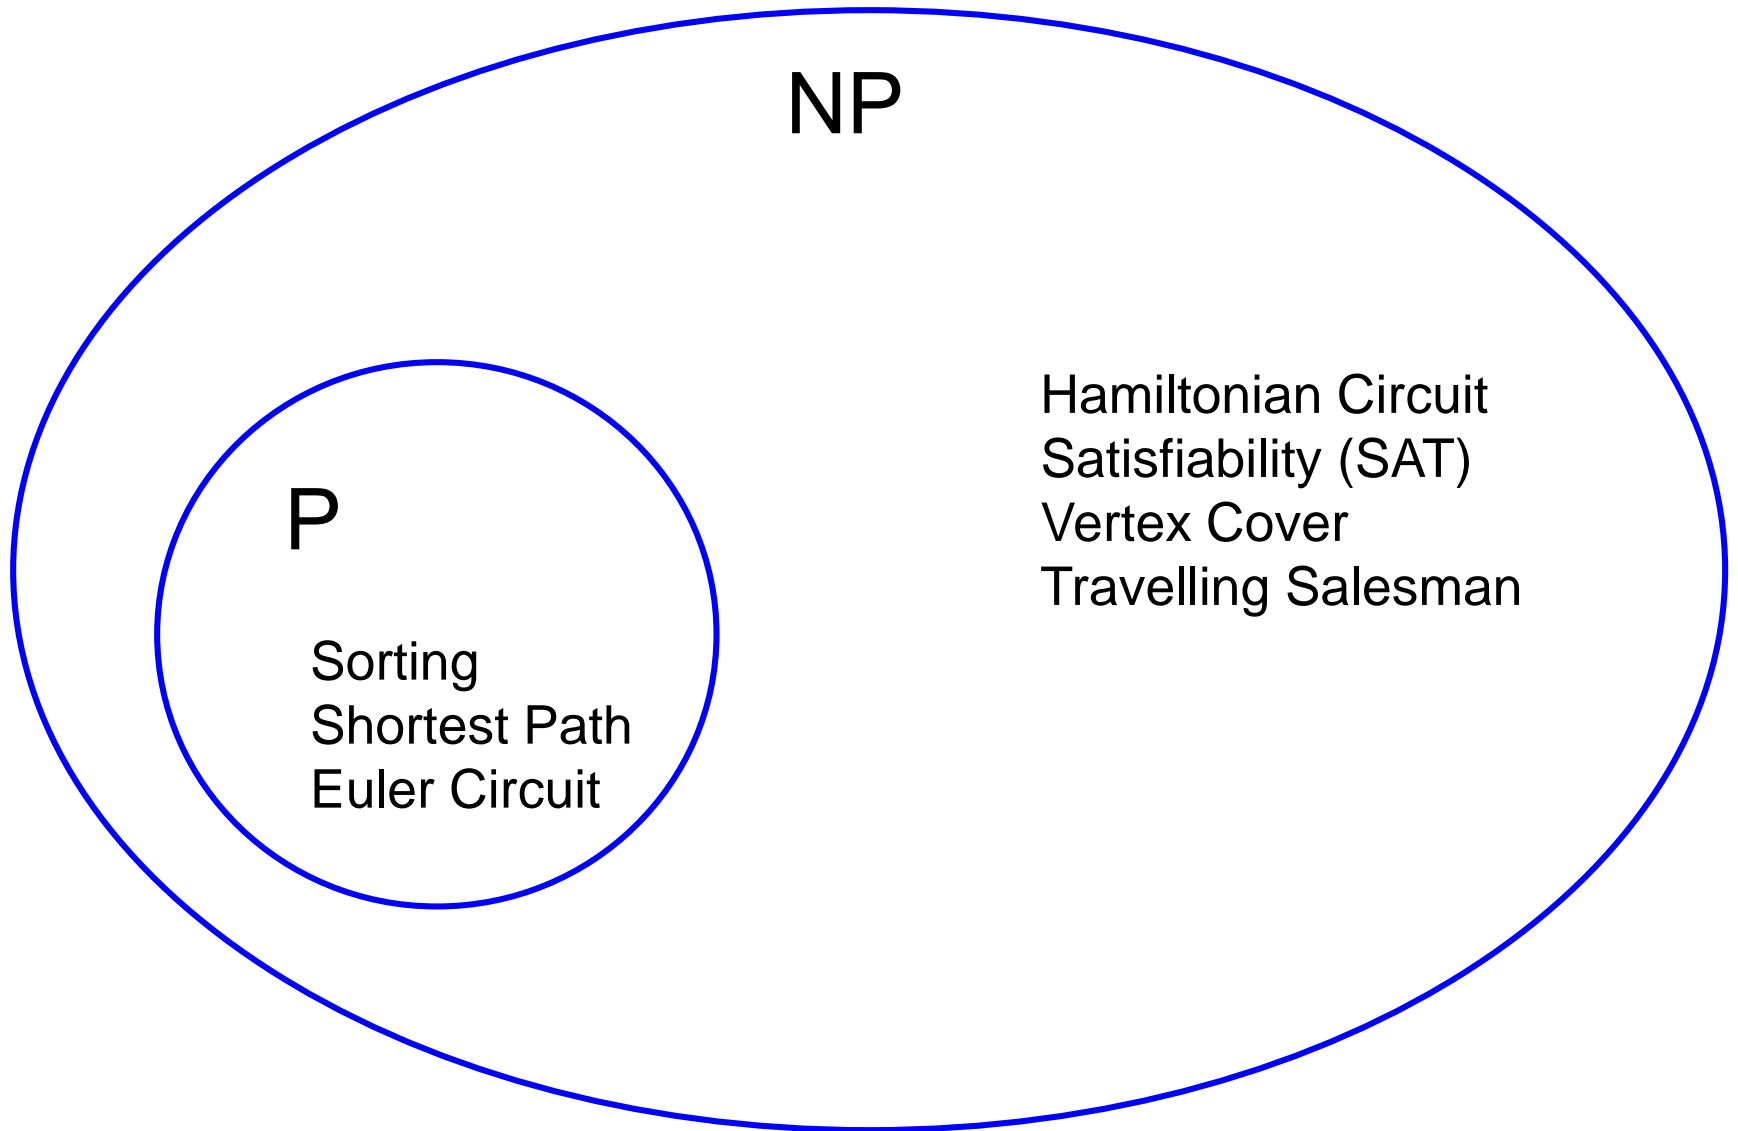 NP
Hamiltonian Circuit
Satisfiability (SAT)
Vertex Cover
Travelling Salesman
P
Sorting
Shortest Path
Euler Circuit